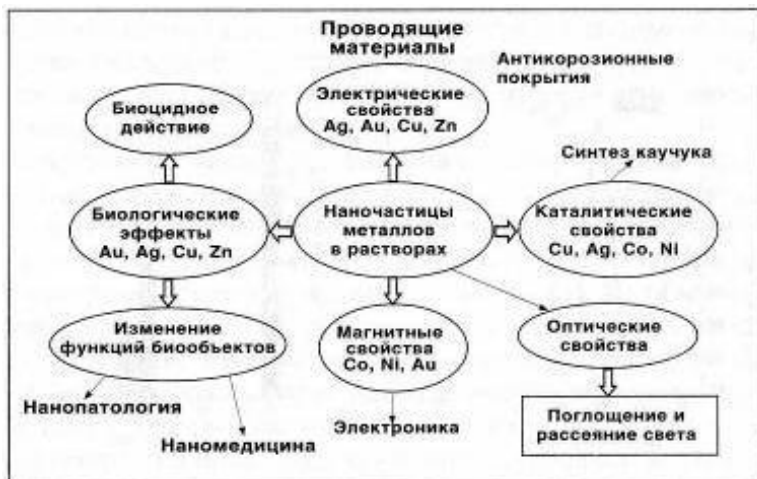 Проводящие
материалы
Антикорозионные
покрытия
Биоцидное
действие
Электрические
свойства
Ag, Au, Cu, Zn
Синтез каучука
Биологические
эффекты
Au, Ag, Cu, Zn
Наночастицы
металлов
в растворах
Каталитические
свойства
Cu, Ag, Co, Ni
Изменение
функций биообъектов
Магнитные
свойства
Co, Ni, Au
Оптические
свойства
Нанопатология
Наномедицина
Электроника
Поглощение и
рассеяние света